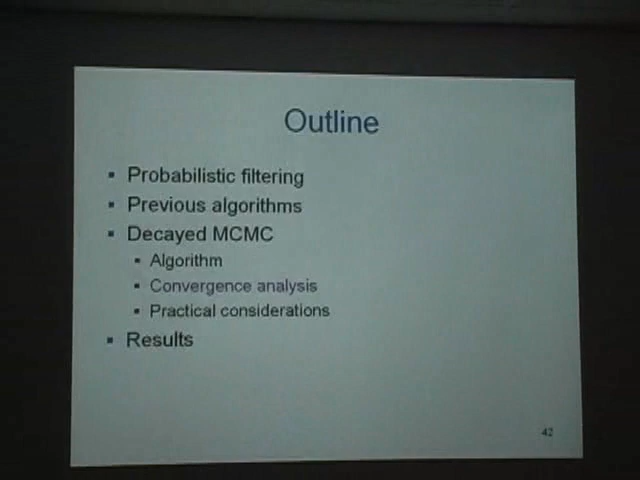 Outline
Probabilistic filtering
Previous algorithms
Decayed MCMC
Algorithm
Convergence analysis
Practical considerations
Results
42